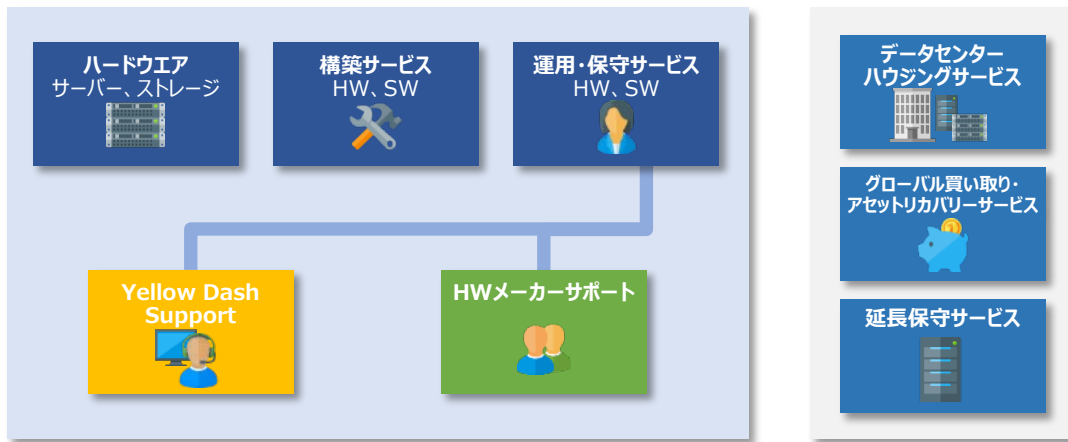 ハードウエア
サーバー、ストレージ
構築サービス
HW、SW
運用・保守サービス
HW、SW
Yellow Dash
Support
HWメーカーサポート
データセンター
ハウジングサービス
グローバル買い取り・
アセットリカバリーサービス
延長保守サービス